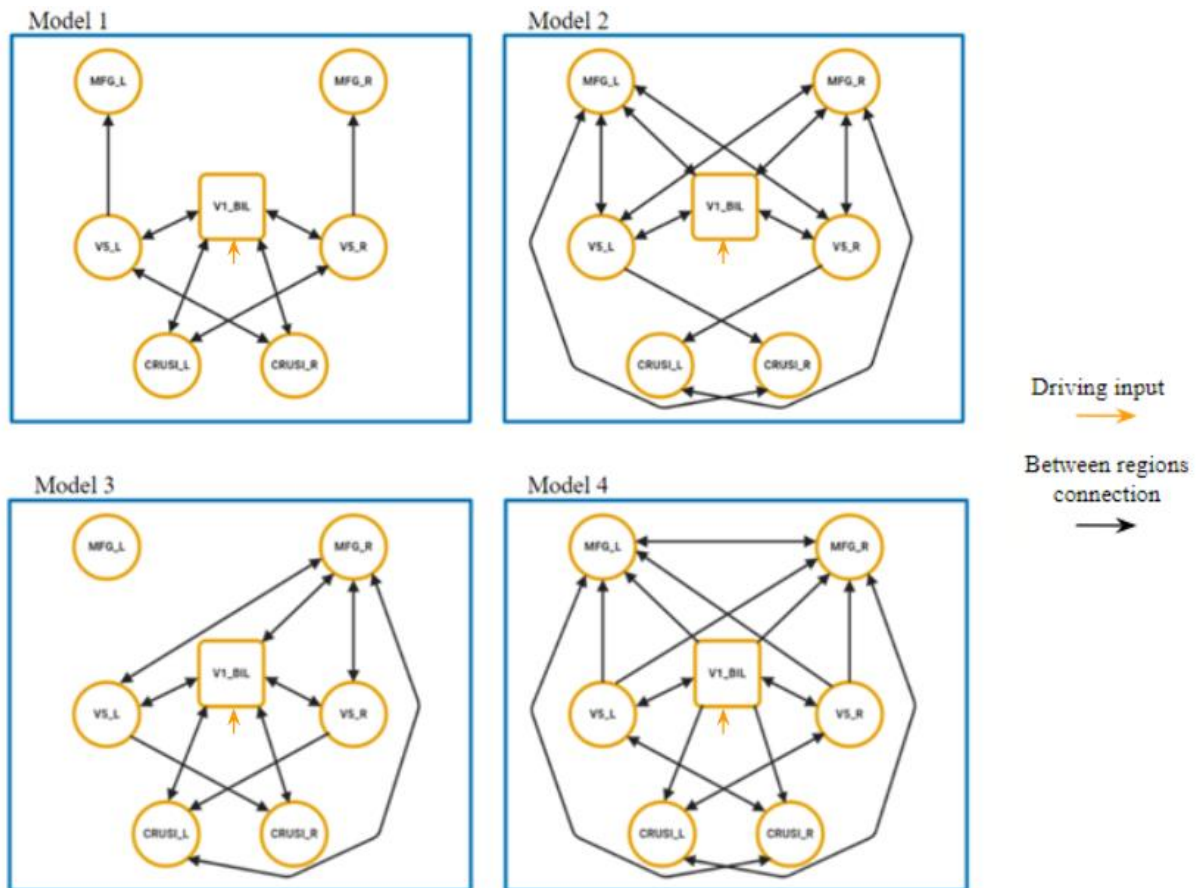 Model 1
MFG_L
MFG_R
V1_BIL
V5_L
V5_R
CRUSI_L
CRUSI_R
Model 2
MFG_L
MFG_R
V1_BIL
V5_L
V5_R
CRUSI_L
CRUSI_R
Driving input
Between regions
connection
Model 3
MFG_L
MFG_R
V1_BIL
V5_L
V5_R
CRUSI_L
CRUSI_R
Model 4
MFG_L
MFG_R
V1_BIL
V5_L
V5_R
CRUSI_L
CRUSI_R